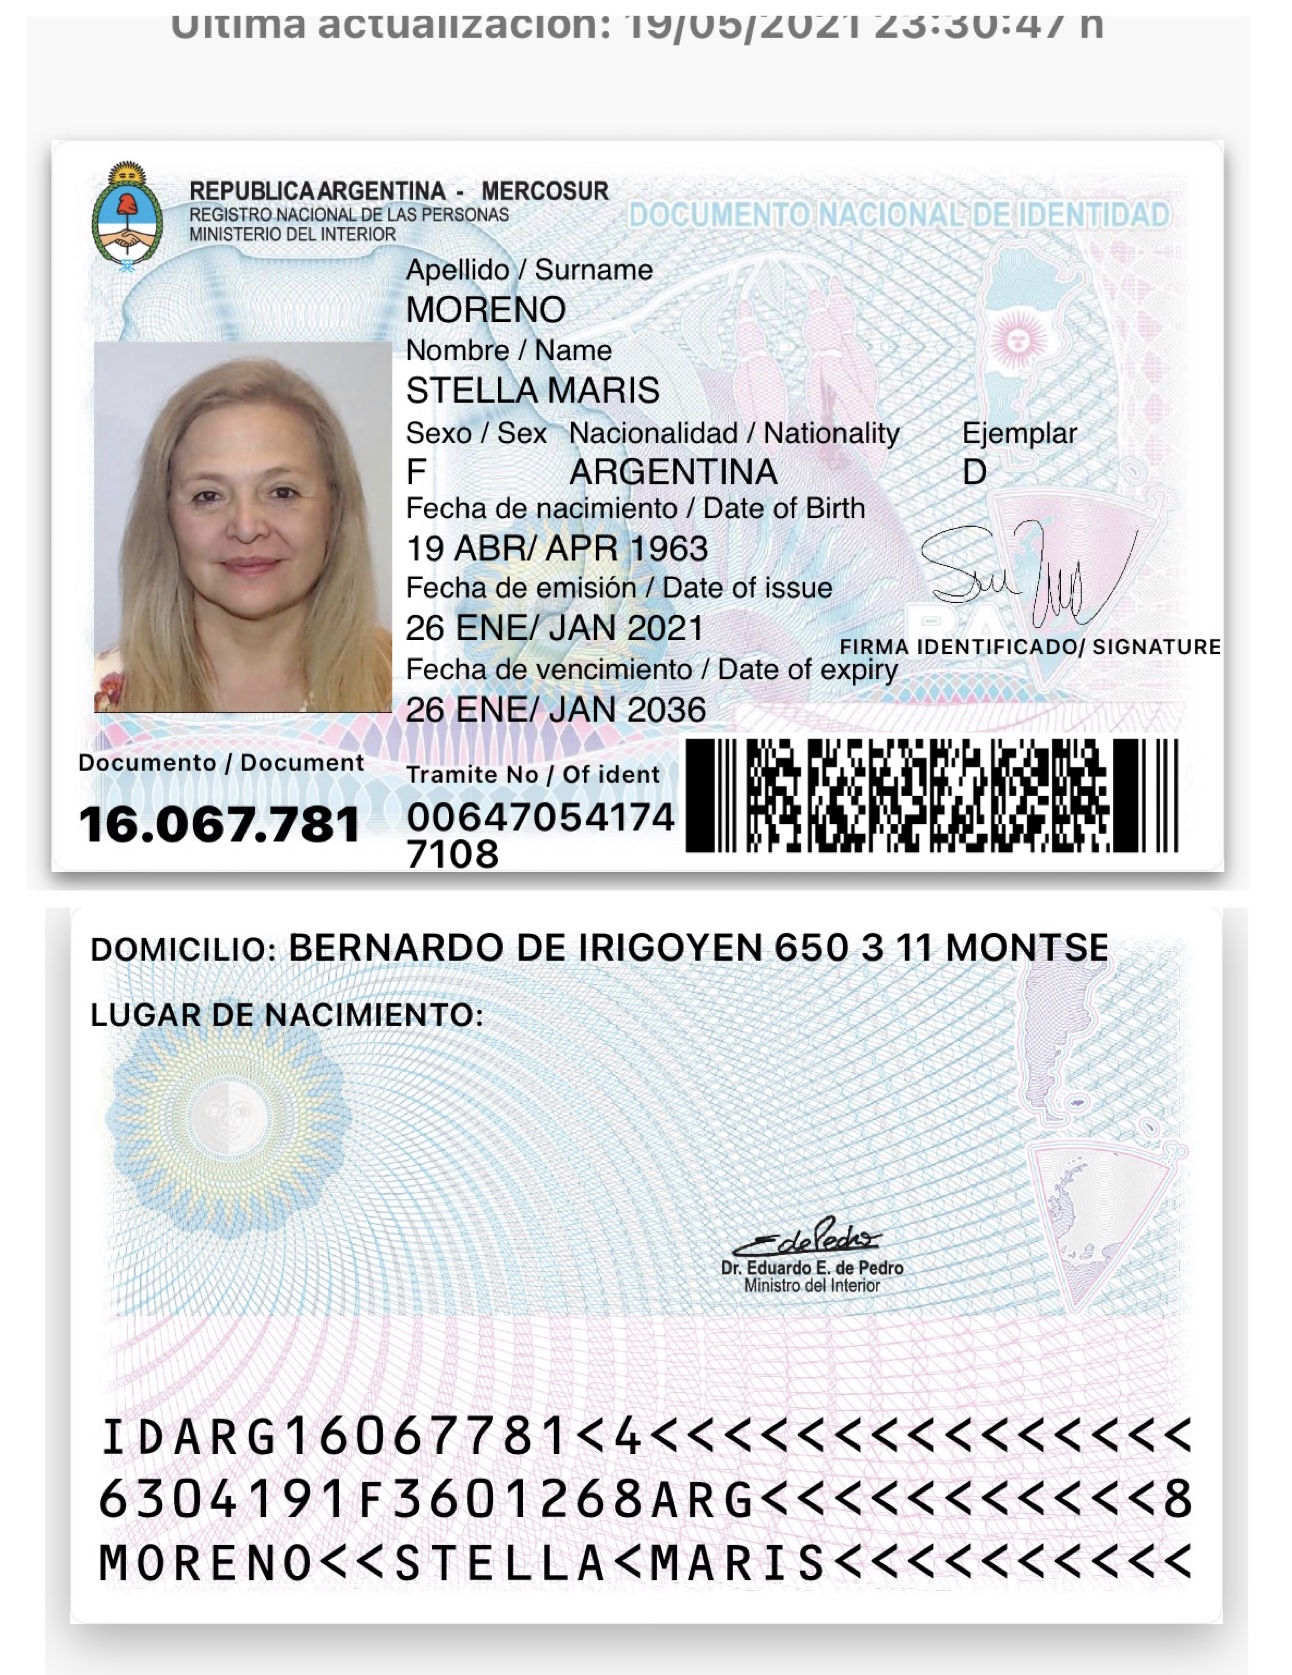 Última actualización: 19/05/2021 23:30:47 h
REPUBLICA ARGENTINA - MERCOSUR
REGISTRO NACIONAL DE LAS PERSONAS
MINISTERIO DEL INTERIOR
DOCUMENTO NACIONAL DE IDENTIDAD
Apellido / Surname
MORENO
Nombre / Name
STELLA MARIS
Sexo / Sex Nacionalidad / Nationality Ejemplar
F ARGENTINA D
Fecha de nacimiento / Date of Birth
19 ABR/ APR 1963
Fecha de emisión / Date of issue
26 ENE/ JAN 2021
FIRMA IDENTIFICADO/ SIGNATURE
Fecha de vencimiento / Date of expiry
26 ENE/ JAN 2036
Documento / Document
16.067.781
Tramite No / Of ident
00647054174
7108
DOMICILIO: BERNARDO DE IRIGOYEN 650 3 11 MONTSE
LUGAR DE NACIMIENTO:
E de Pedro
Dr. Eduardo E. de Pedro
Ministro del Interior
IDARG16067781<4<<<<<<<<<<<<<<<
6304191F3601268ARG<<<<<<<<<<<8
MORENO<<STELLA<MARIS<<<<<<<<<<